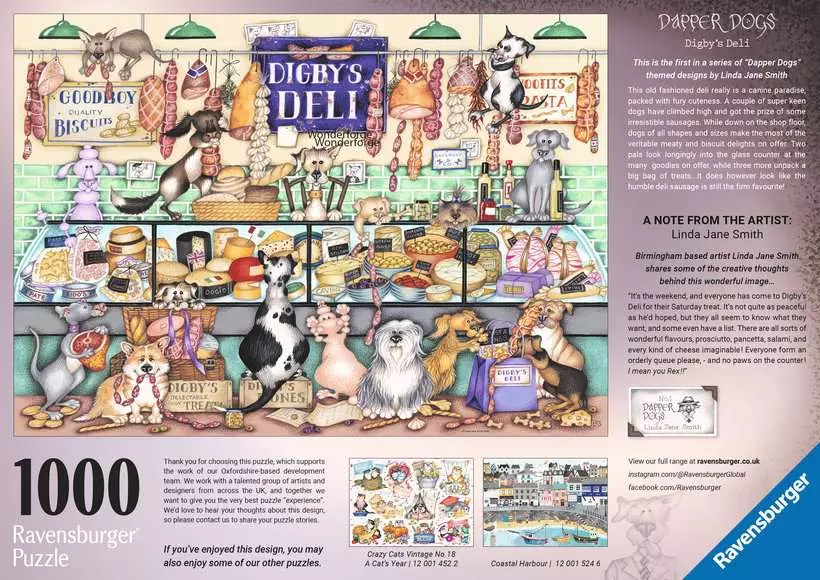 DIGBY'S
DELI
Wonderforge
Wonderforge
GOOD BOY
QUALITY
BISCUITS
PASTA
PATE
DOGIO
DIGBY'S
DELECTABLE
TREATS
BONES
DIGBY'S
DELI
DAPPER DOGS
Digby's Deli
This is the first in a series of "Dapper Dogs"
themed designs by Linda Jane Smith
This old fashioned deli really is a canine paradise,
packed with fury cuteness. A couple of super keen
dogs have climbed high and got the prize of some
irresistible sausages. While down on the shop floor,
dogs of all shapes and sizes make the most of the
veritable meaty and biscuit delights on offer. Two
pals look longingly into the glass counter at the
many goodies on offer, while three more unpack a
big bag of treats...it does however look like the
humble deli sausage is still the firm favourite!
A NOTE FROM THE ARTIST:
Linda Jane Smith
Birmingham based artist Linda Jane Smith,
shares some of the creative thoughts
behind this wonderful image...
"It's the weekend, and everyone has come to Digby's
Deli for their Saturday treat. It's not quite as peaceful
as he'd hoped, but they all seem to know what they
want, and some even have a list. There are all sorts of
wonderful flavours, prosciutto, pancetta, salami, and
every kind of cheese imaginable! Everyone form an
orderly queue please, - and no paws on the counter!
I mean you Rex!!"
No.1
DAPPER
DOGS
Linda Jane Smith
1000
Ravensburger®
Puzzle
Thank you for choosing this puzzle, which supports
the work of our Oxfordshire-based development
team. We work with a talented group of artists and
designers from across the UK, and together we
want to give you the very best puzzle "experience".
We'd love to hear your thoughts about this design,
so please contact us to share your puzzle stories.
If you've enjoyed this design, you may
also enjoy some of our other puzzles.
Crazy Cats Vintage No.18
A Cat's Year | 12 001 452 2
Coastal Harbour | 12 001 524 6
View our full range at ravensburger.co.uk
instagram.com/@RavensburgerGlobal
facebook.com/Ravensburger
Ravensburger